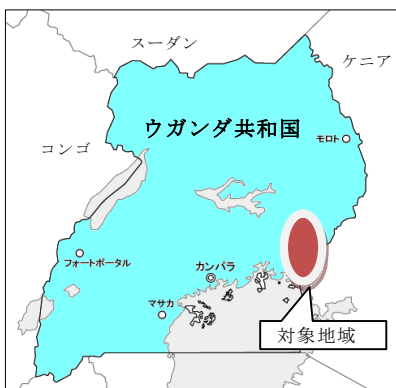 スーダン
ケニア
ウガンダ共和国
モロト
コンゴ
フォートポータル
カンパラ
マサカ
対象地域